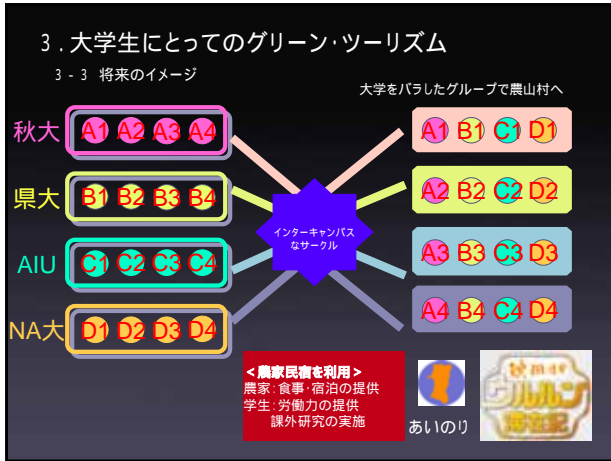 3.大学生にとってのグリーン・ツーリズム
3-3 将来のイメージ
大学をバラしたグループで農山村へ
秋大 A1 A2 A3 A4
県大 B1 B2 B3 B4
AIU C1 C2 C3 C4
NA大 D1 D2 D3 D4
インターキャンパス
なサークル
A1 B1 C1 D1
A2 B2 C2 D2
A3 B3 C3 D3
A4 B4 C4 D4
<農家民宿を利用>
農家:食事・宿泊の提供
学生:労働力の提供
課外研究の実施
あいのり
ウルルン